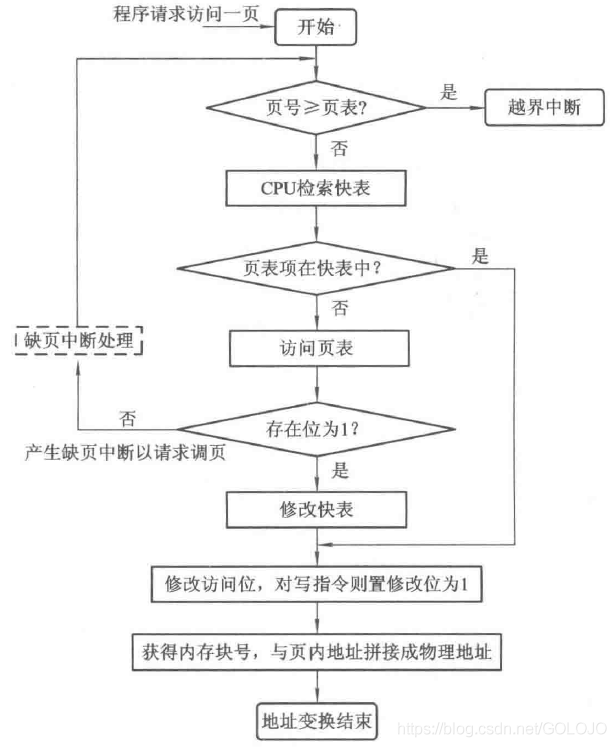 程序请求访问一页
开始
页号≥页表?
是
越界中断
否
CPU检索快表
页表项在快表中?
是
否
缺页中断处理
访问页表
否
存在位为1?
产生缺页中断以请求调页
是
修改快表
修改访问位，对写指令则置修改位为1
获得内存块号，与页内地址拼接成物理地址
地址变换结束
https://blog.csdn.net/GOLOJO